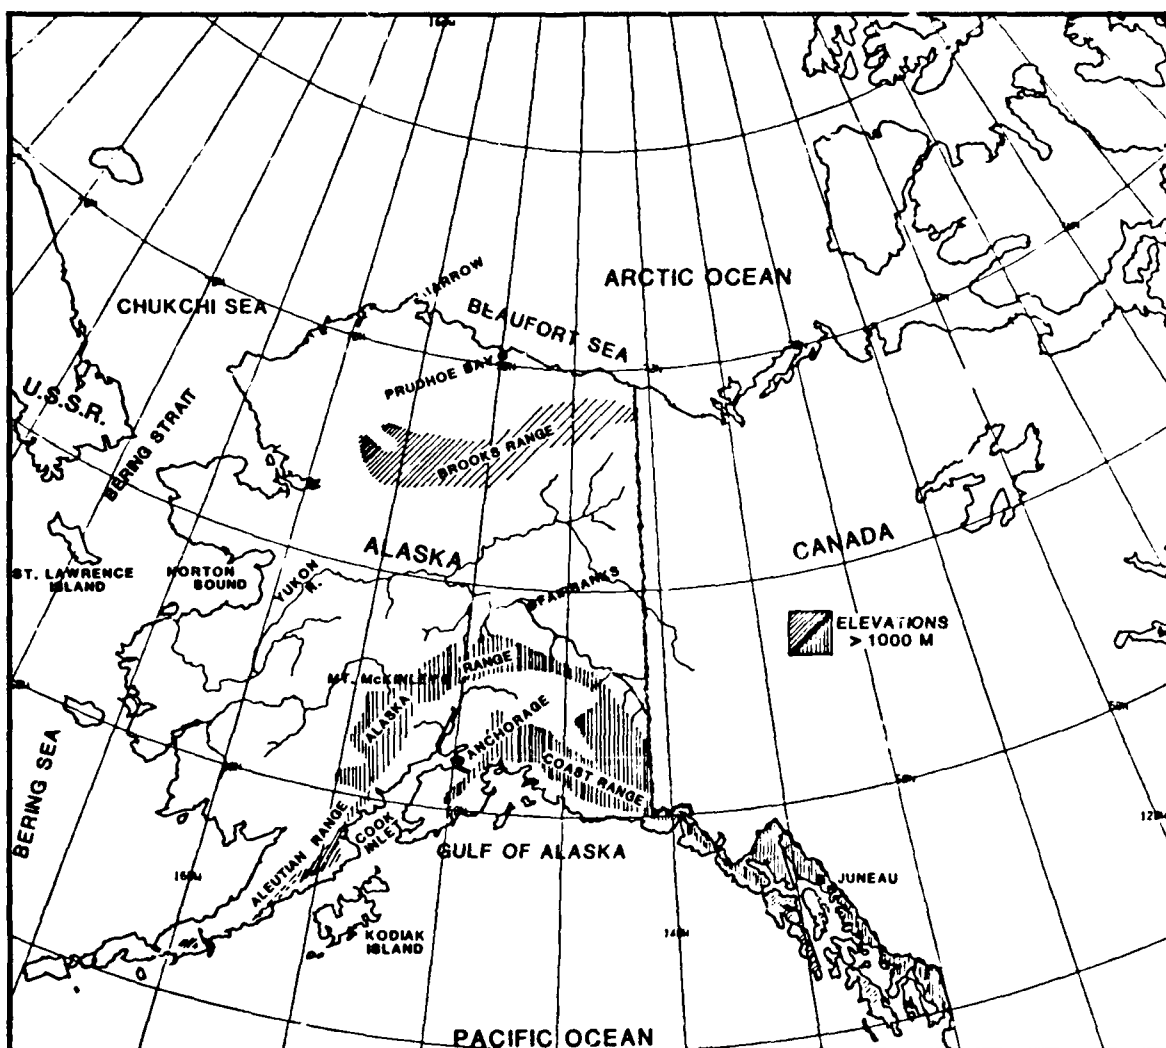 CHUKCHI SEA
ARCTIC OCEAN
BEAUFORT SEA
PRUDHOE BAY
U.S.S.R.
BERING STRAIT
BROOKS RANGE
ALASKA
CANADA
ST. LAWRENCE
ISLAND
NORTON
SOUND
YUKON
R.
FAIRBANKS
ELEVATIONS
> 1000 M
MT. McKINLEY
ALASKA
RANGE
ANCHORAGE
COAST RANGE
BERING SEA
ALEUTIAN RANGE
COOK
INLET
GULF OF ALASKA
JUNEAU
KODIAK
ISLAND
140W
PACIFIC OCEAN